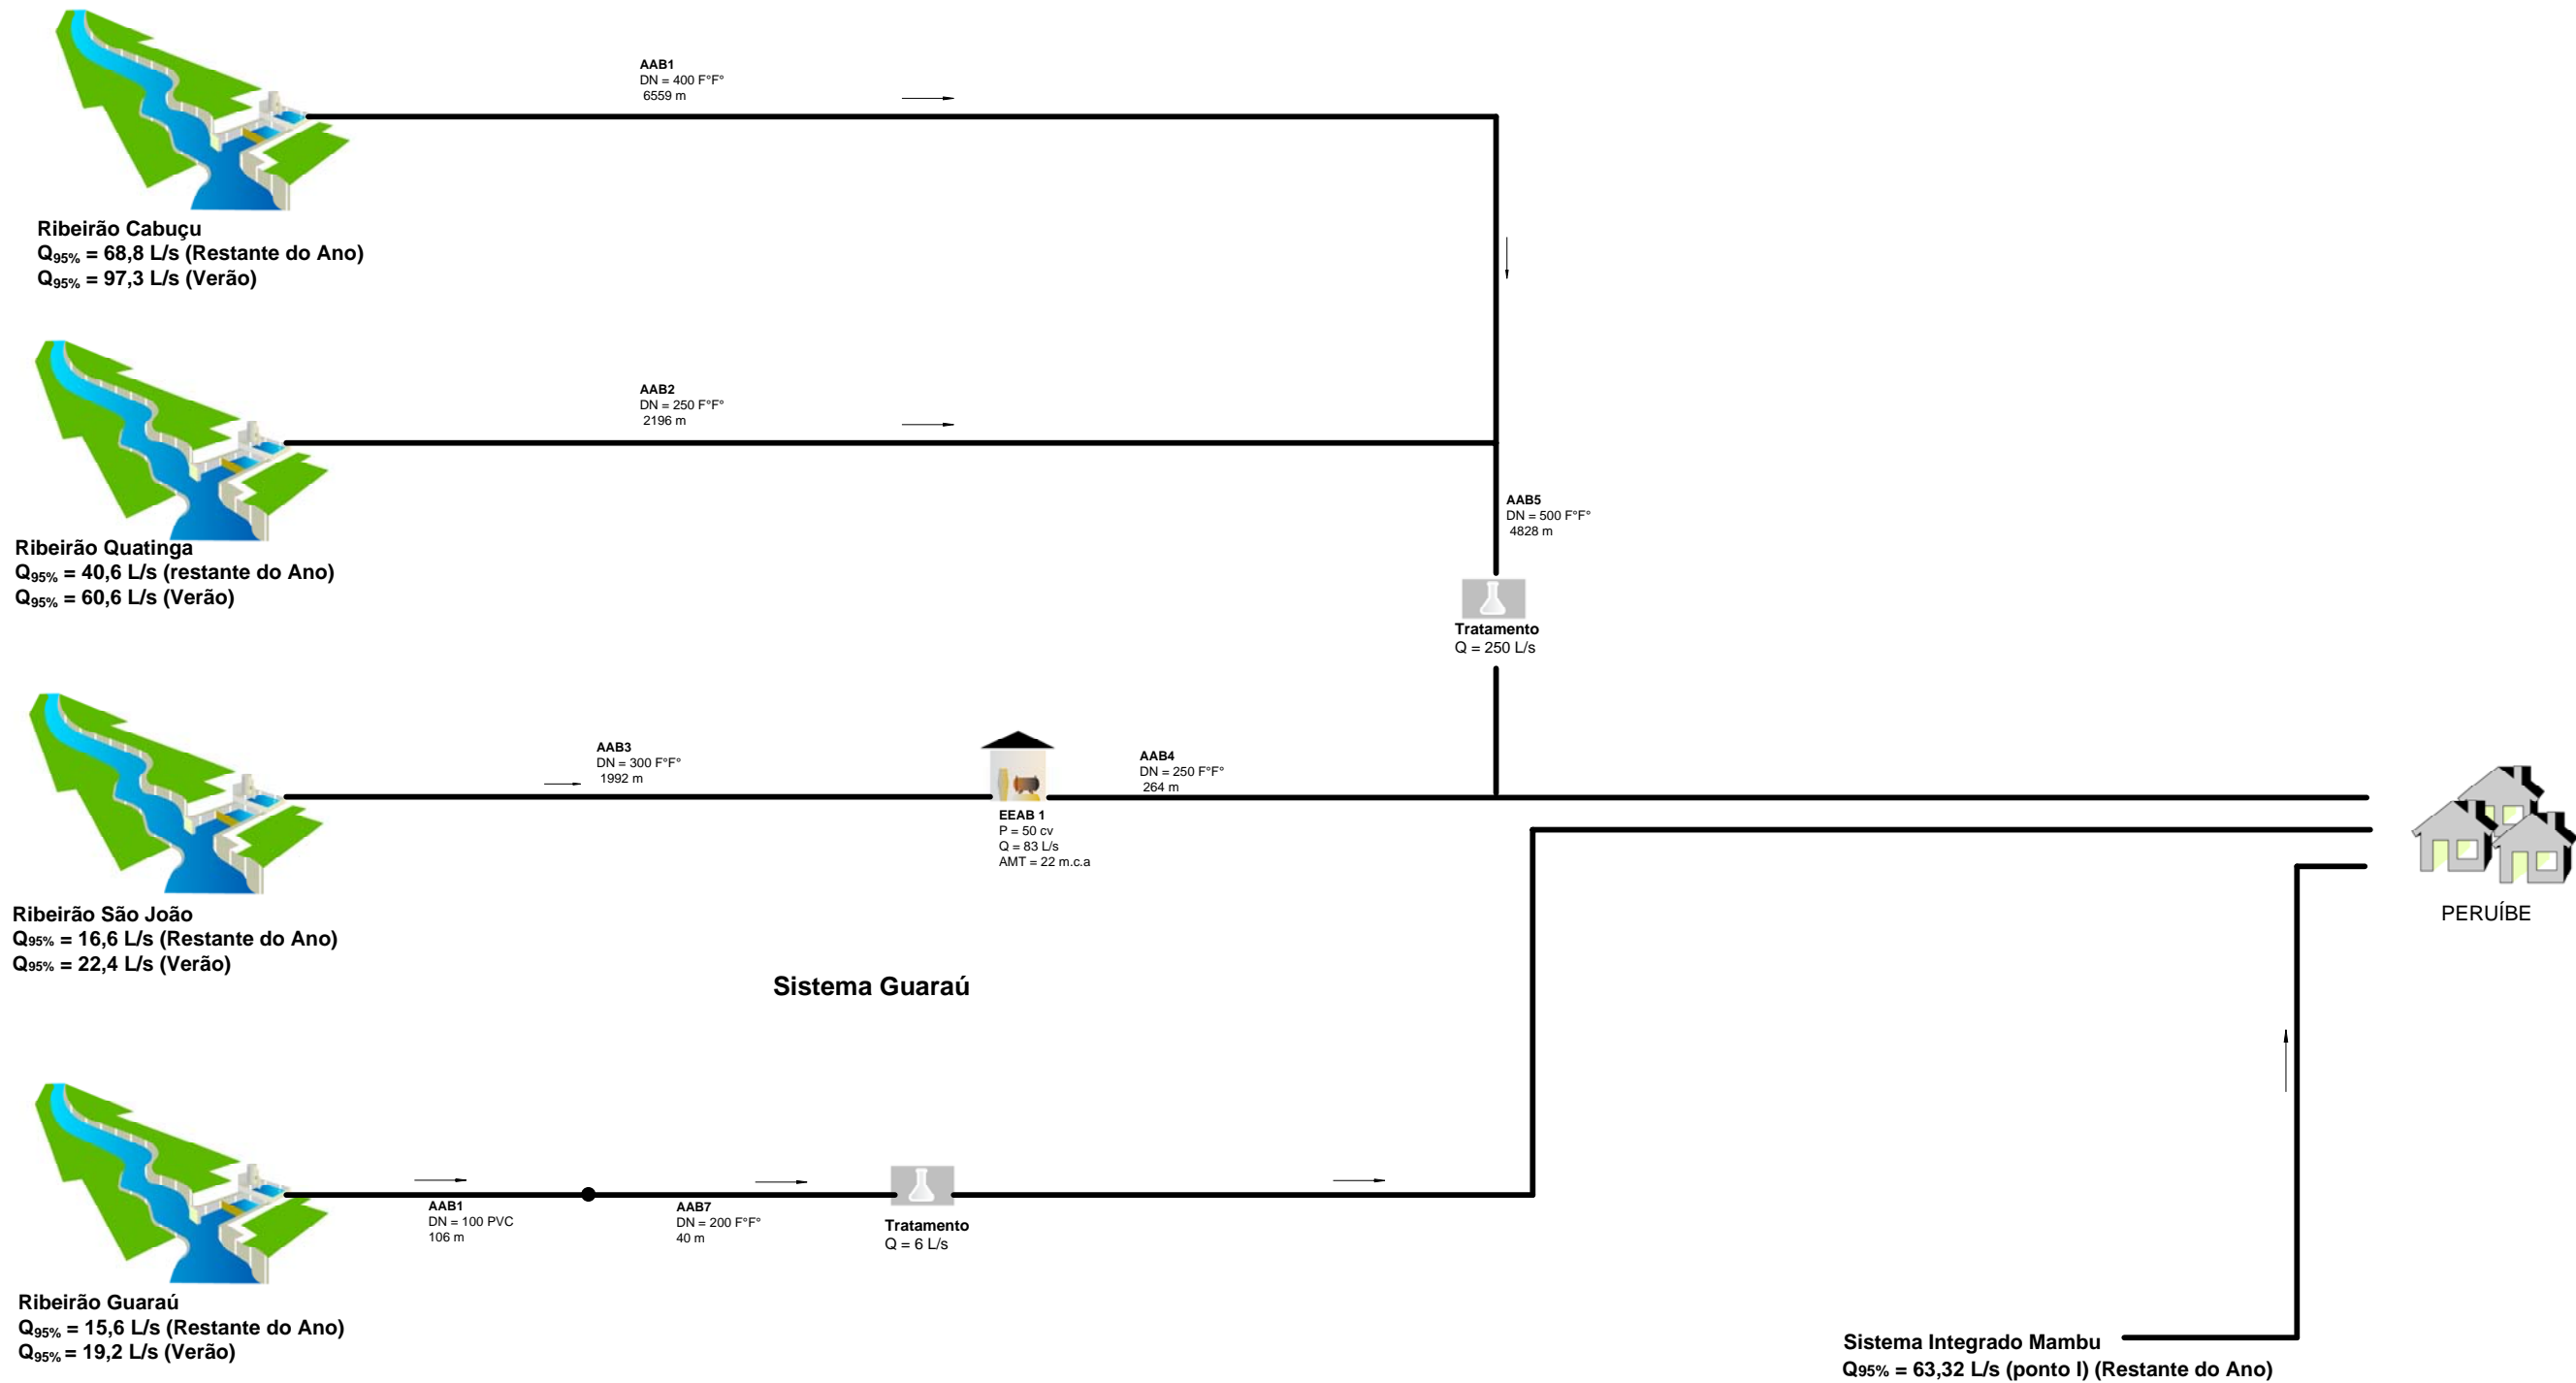 AAB1
DN = 400 F°F°
6559 m
Ribeirão Cabuçu
Q95% = 68,8 L/s (Restante do Ano)
Q95% = 97,3 L/s (Verão)
AAB2
DN = 250 F°F°
2196 m
AAB5
DN = 500 F°F°
4828 m
Ribeirão Quatinga
Q95% = 40,6 L/s (restante do Ano)
Q95% = 60,6 L/s (Verão)
Tratamento
Q = 250 L/s
AAB3
DN = 300 F°F°
1992 m
AAB4
DN = 250 F°F°
264 m
EEAB 1
P = 50 cv
Q = 83 L/s
AMT = 22 m.c.a
PERUÍBE
Ribeirão São João
Q95% = 16,6 L/s (Restante do Ano)
Q95% = 22,4 L/s (Verão)
Sistema Guaraú
AAB1
DN = 100 PVC
106 m
AAB7
DN = 200 F°F°
40 m
Tratamento
Q = 6 L/s
Ribeirão Guaraú
Q95% = 15,6 L/s (Restante do Ano)
Q95% = 19,2 L/s (Verão)
Sistema Integrado Mambu
Q95% = 63,32 L/s (ponto I) (Restante do Ano)